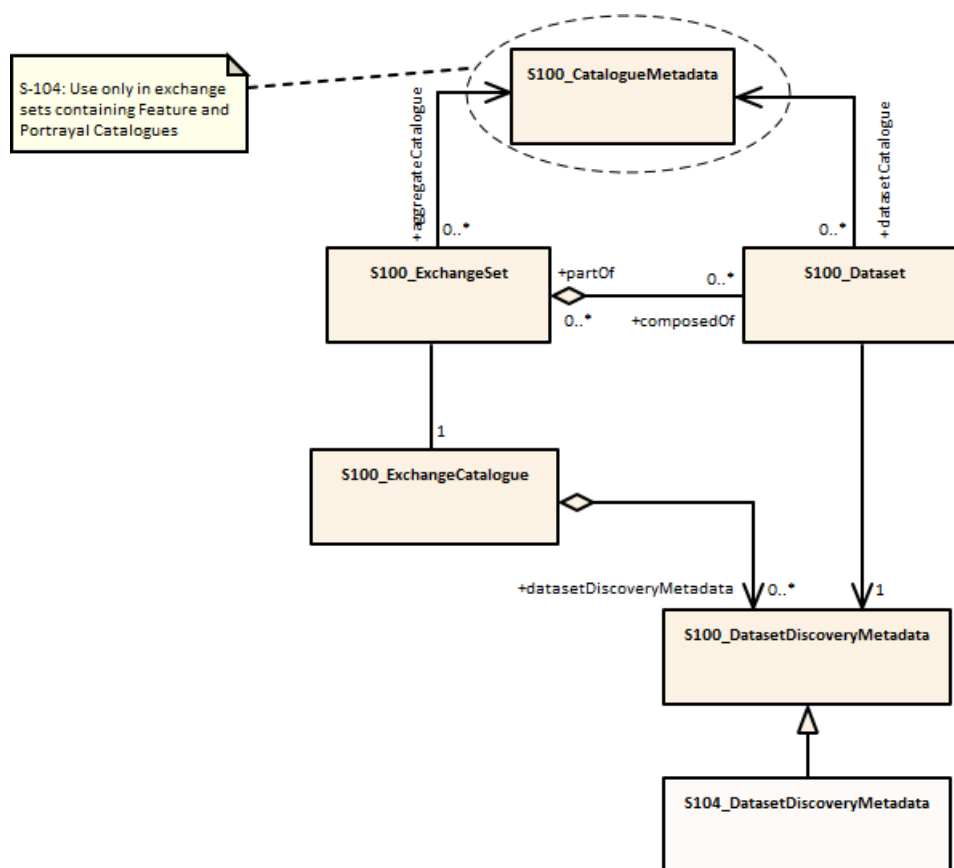 S100_CatalogueMetadata
S-104: Use only in exchange
sets containing Feature and
Portrayal Catalogues
+aggregateCatalogue
+datasetCatalogue
0..*
0..*
S100_ExchangeSet
+partOf
0..*
S100_Dataset
0..*
+composedOf
1
S100_ExchangeCatalogue
+datasetDiscoveryMetadata
0..*
1
S100_DatasetDiscoveryMetadata
S104_DatasetDiscoveryMetadata